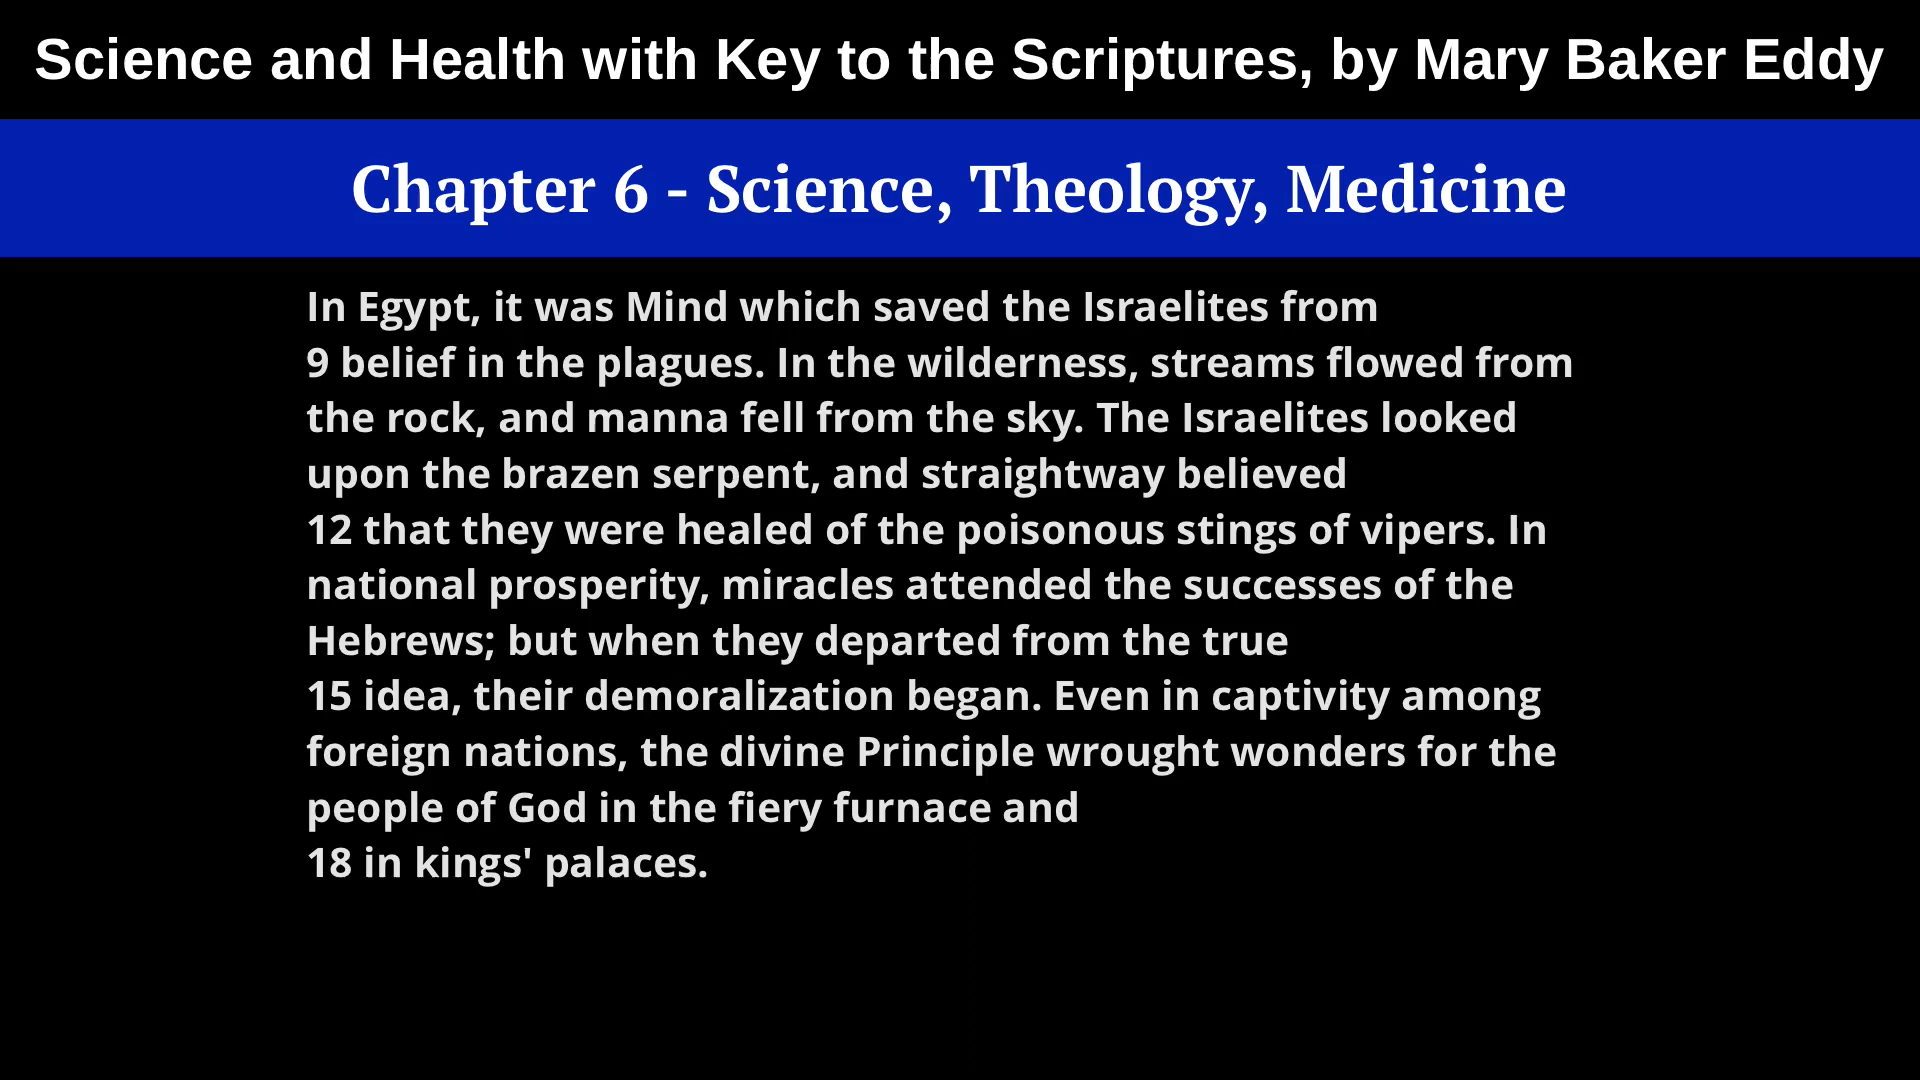 Science and Health with Key to the Scriptures, by Mary Baker Eddy
Chapter 6 - Science, Theology, Medicine
In Egypt, it was Mind which saved the Israelites from
9 belief in the plagues. In the wilderness, streams flowed from
the rock, and manna fell from the sky. The Israelites looked
upon the brazen serpent, and straightway believed
12 that they were healed of the poisonous stings of vipers. In
national prosperity, miracles attended the successes of the
Hebrews; but when they departed from the true
15 idea, their demoralization began. Even in captivity among
foreign nations, the divine Principle wrought wonders for the
people of God in the fiery furnace and
18 in kings' palaces.